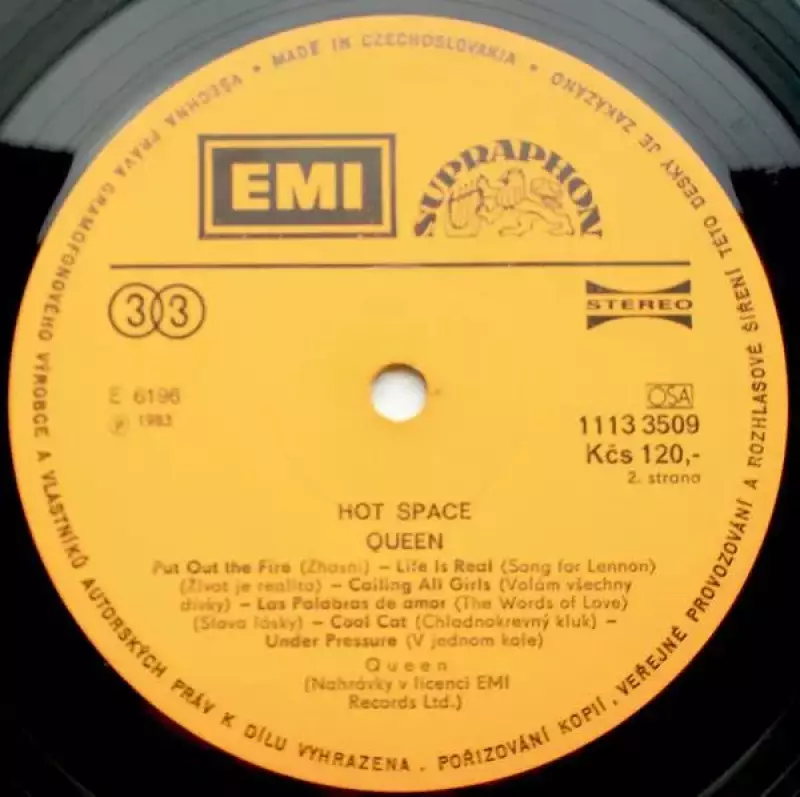 VŠECHNA PRÁVA GRAMOFONOVÉHO VÝROBCE A VLASTNÍKŮ AUTORSKÝCH PRÁV K DÍLU VYHRAZENA . POŘIZOVÁNÍ KOPIÍ, VEŘEJNÉ PROVOZOVÁNÍ A ROZHLASOVÉ ŠÍŘENÍ TÉTO DESKY JE ZAKÁZÁNO • MADE IN CZECHOSLOVAKIA •
EMI SUPRAPHON
33 STEREO
E 6196 OSA
℗ 1983 1113 3509
Kčs 120,-
2. strana
HOT SPACE
QUEEN
Put Out the Fire (Zhasni) – Life Is Real (Song for Lennon)
(Život je realita) – Calling All Girls (Volám všechny
dívky) – Las Palabras de amor (The Words of Love)
(Slova lásky) – Cool Cat (Chladnokrevný kluk) –
Under Pressure (V jednom kole)
Queen
(Nahrávky v licenci EMI
Records Ltd.)